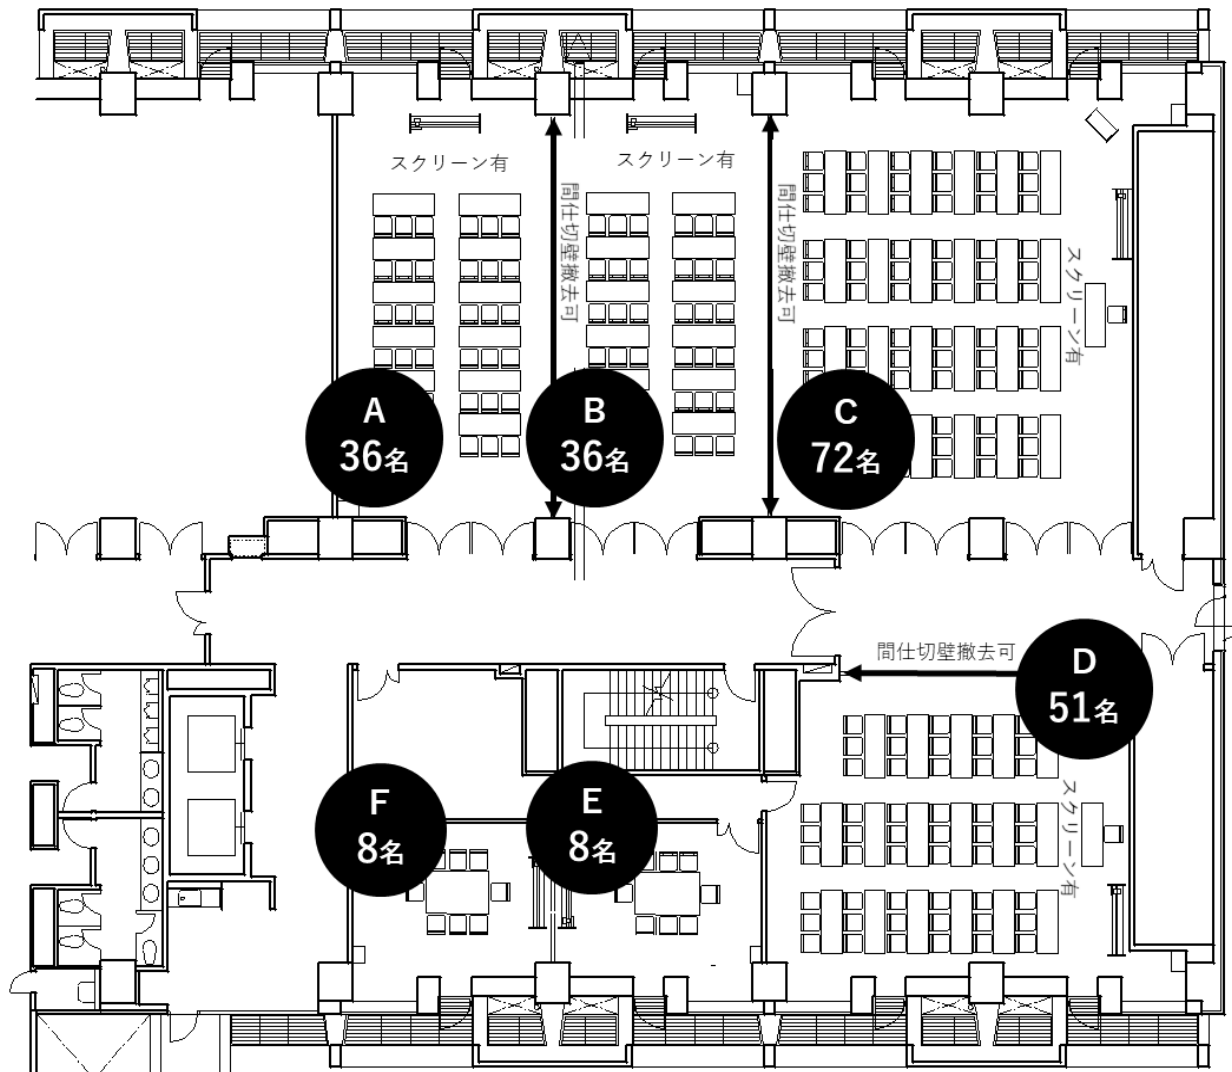 スクリーン有
スクリーン有
間仕切壁撤去可
間仕切壁撤去可
スクリーン有
A
36名
B
36名
C
72名
間仕切壁撤去可
D
51名
F
8名
E
8名
スクリーン有